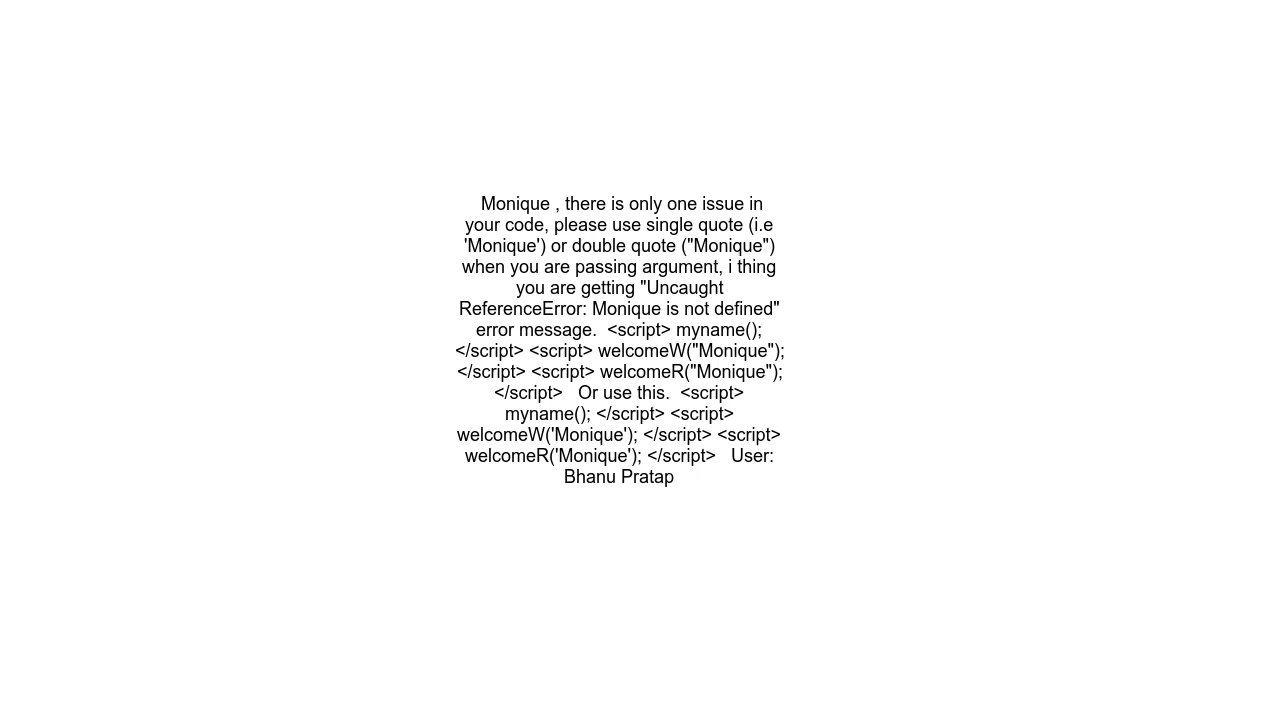 Monique , there is only one issue in
your code, please use single quote (i.e
'Monique') or double quote ("Monique")
when you are passing argument, i thing
you are getting "Uncaught
ReferenceError: Monique is not defined"
error message.  <script> myname();
</script> <script> welcomeW("Monique");
</script> <script> welcomeR("Monique");
</script>   Or use this.  <script>
myname(); </script> <script>
welcomeW('Monique'); </script> <script>
welcomeR('Monique'); </script>   User:
Bhanu Pratap